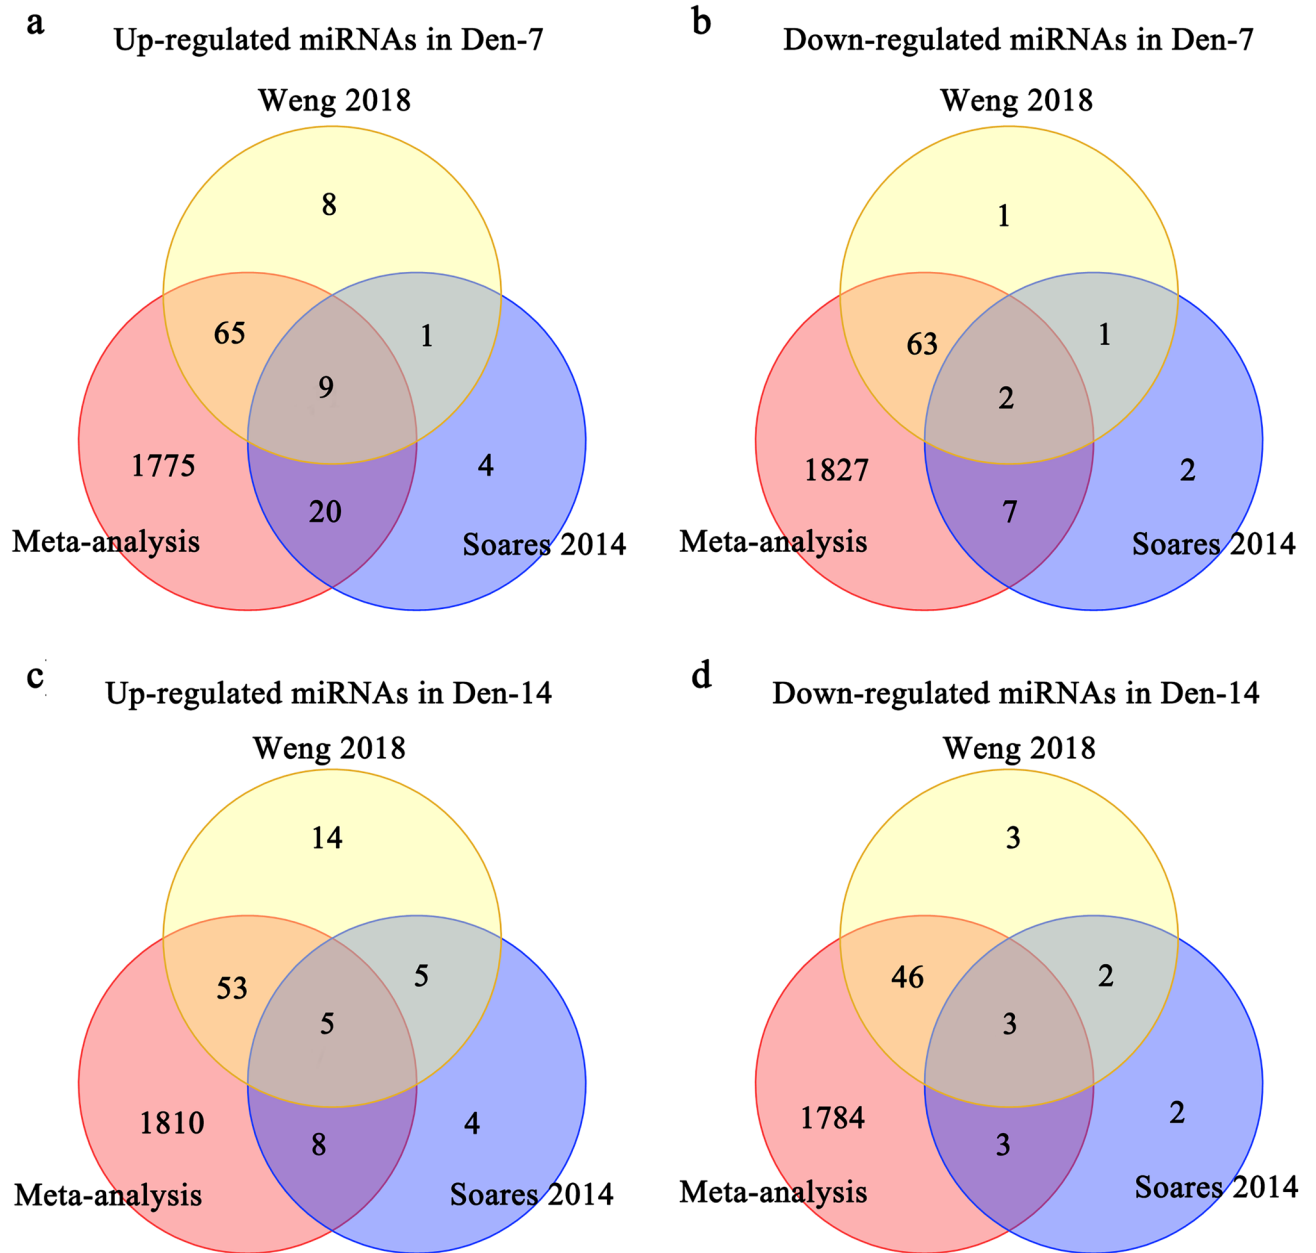 a
Up-regulated miRNAs in Den-7
Weng 2018
8
65
1
9
1775
4
20
Meta-analysis
Soares 2014
b
Down-regulated miRNAs in Den-7
Weng 2018
1
63
1
2
1827
2
7
Meta-analysis
Soares 2014
c
Up-regulated miRNAs in Den-14
Weng 2018
14
53
5
5
1810
4
8
Meta-analysis
Soares 2014
d
Down-regulated miRNAs in Den-14
Weng 2018
3
46
2
3
1784
2
3
Meta-analysis
Soares 2014